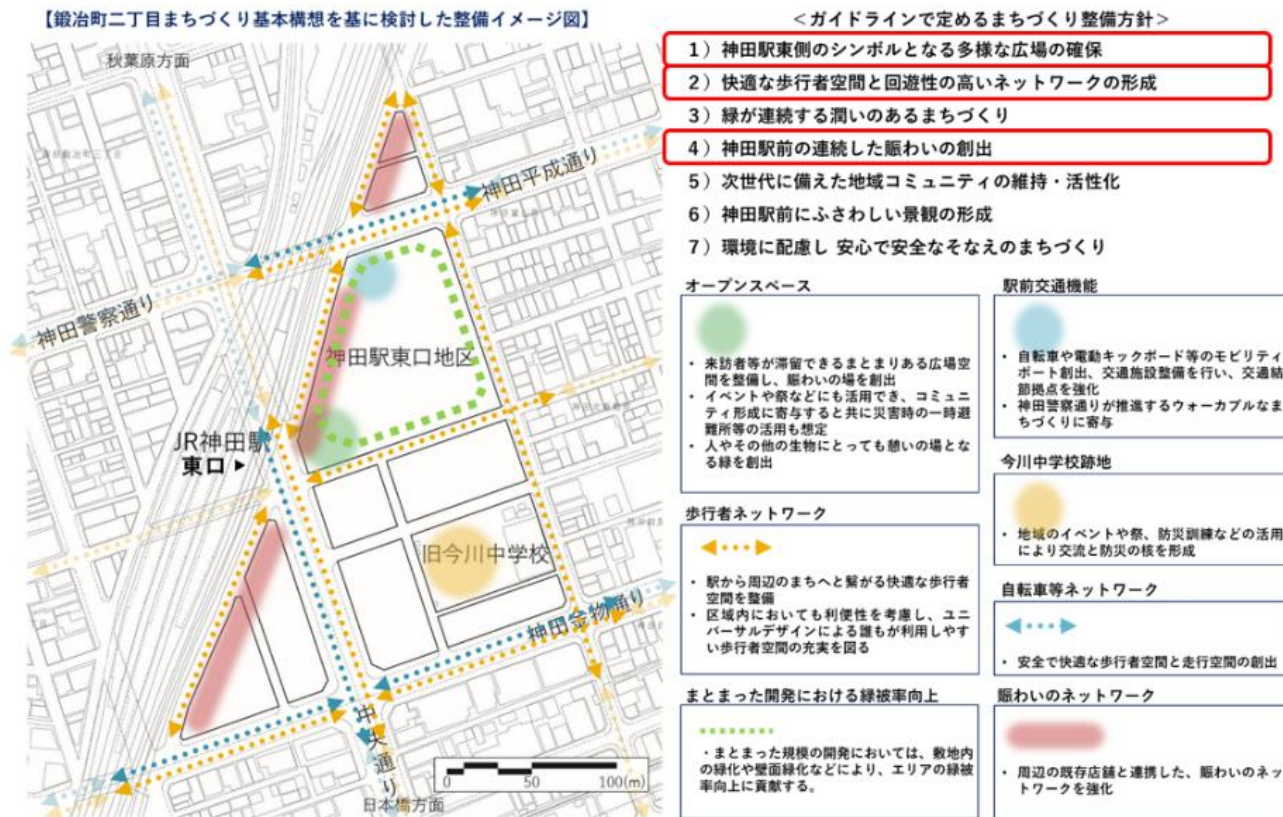 【鍛冶町二丁目まちづくり基本構想を基に検討した整備イメージ図】
秋葉原方面
神田平成通り
神田警察通り
神田駅東口地区
JR神田駅
東口
旧今川中学校
神田金物通り
中央通り
日本橋方面
0 50 100(m)
<ガイドラインで定めるまちづくり整備方針>
1）神田駅東側のシンボルとなる多様な広場の確保
2）快適な歩行者空間と回遊性の高いネットワークの形成
3）緑が連続する潤いのあるまちづくり
4）神田駅前の連続した賑わいの創出
5）次世代に備えた地域コミュニティの維持・活性化
6）神田駅前にふさわしい景観の形成
7）環境に配慮し 安心で安全なそなえのまちづくり
オープンスペース
・来訪者等が滞留できるまとまりある広場空
間を整備し、賑わいの場を創出
・イベントや祭などにも活用でき、コミュニ
ティ形成に寄与すると共に災害時の一時避
難所等の活用も想定
・人やその他の生物にとっても憩いの場とな
る緑を創出
駅前交通機能
・自転車や電動キックボード等のモビリティ
ポート創出、交通施設整備を行い、交通結
節拠点を強化
・神田警察通りが推進するウォーカブルなま
ちづくりに寄与
今川中学校跡地
・地域のイベントや祭、防災訓練などの活用
により交流と防災の核を形成
歩行者ネットワーク
・駅から周辺のまちへと繋がる快適な歩行者
空間を整備
・区域内においても利便性を考慮し、ユニ
バーサルデザインによる誰もが利用しやす
い歩行者空間の充実を図る
自転車等ネットワーク
・安全で快適な歩行者空間と走行空間の創出
まとまった開発における緑被率向上
・まとまった規模の開発においては、敷地内
の緑化や壁面緑化などにより、エリアの緑被
率向上に貢献する。
賑わいのネットワーク
・周辺の既存店舗と連携した、賑わいのネッ
トワークを強化